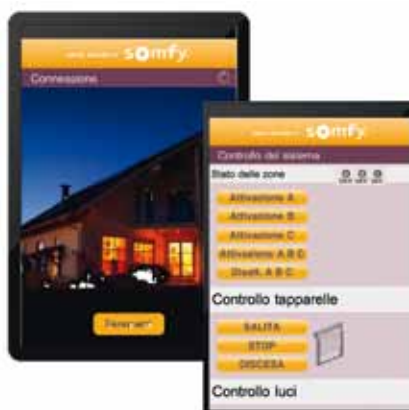 somfy.
Connessione
somfy.
Controllo del sistema
Stato delle zone
Attivazione A
Attivazione B
Attivazione C
Attivazione A B C
Disatt. A B C
Controllo tapparelle
SALITA
STOP
DISCESA
Controllo luci